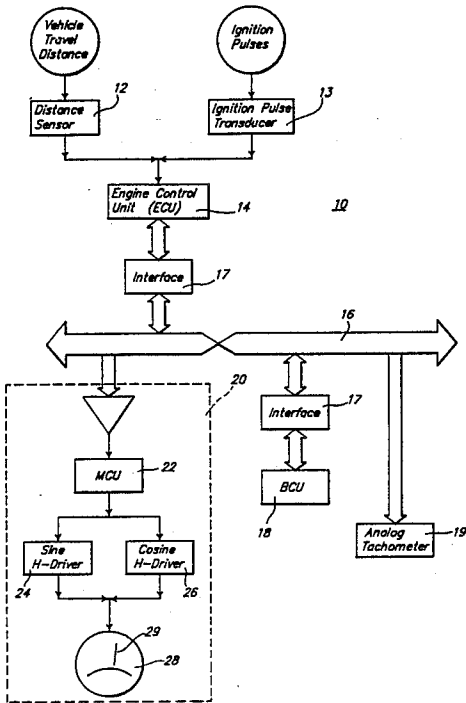 Vehicle
Travel
Distance
Ignition
Pulses
12
13
Distance
Sensor
Ignition Pulse
Transducer
Engine Control
Unit (ECU)
14
10
Interface
17
16
20
Interface
17
MCU
22
BCU
18
Analog
Tachometer
19
Sine
H-Driver
Cosine
H-Driver
24
26
29
28